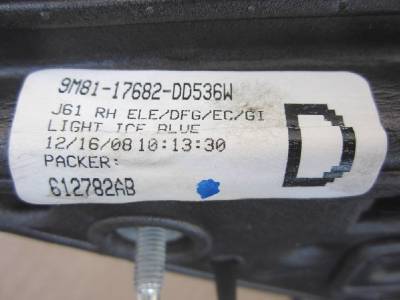 9M81-17682-DD536W
J61 RH ELE/DFG/EC/GI
LIGHT ICE BLUE
12/16/08 10:13:30
PACKER:
612782AB
D